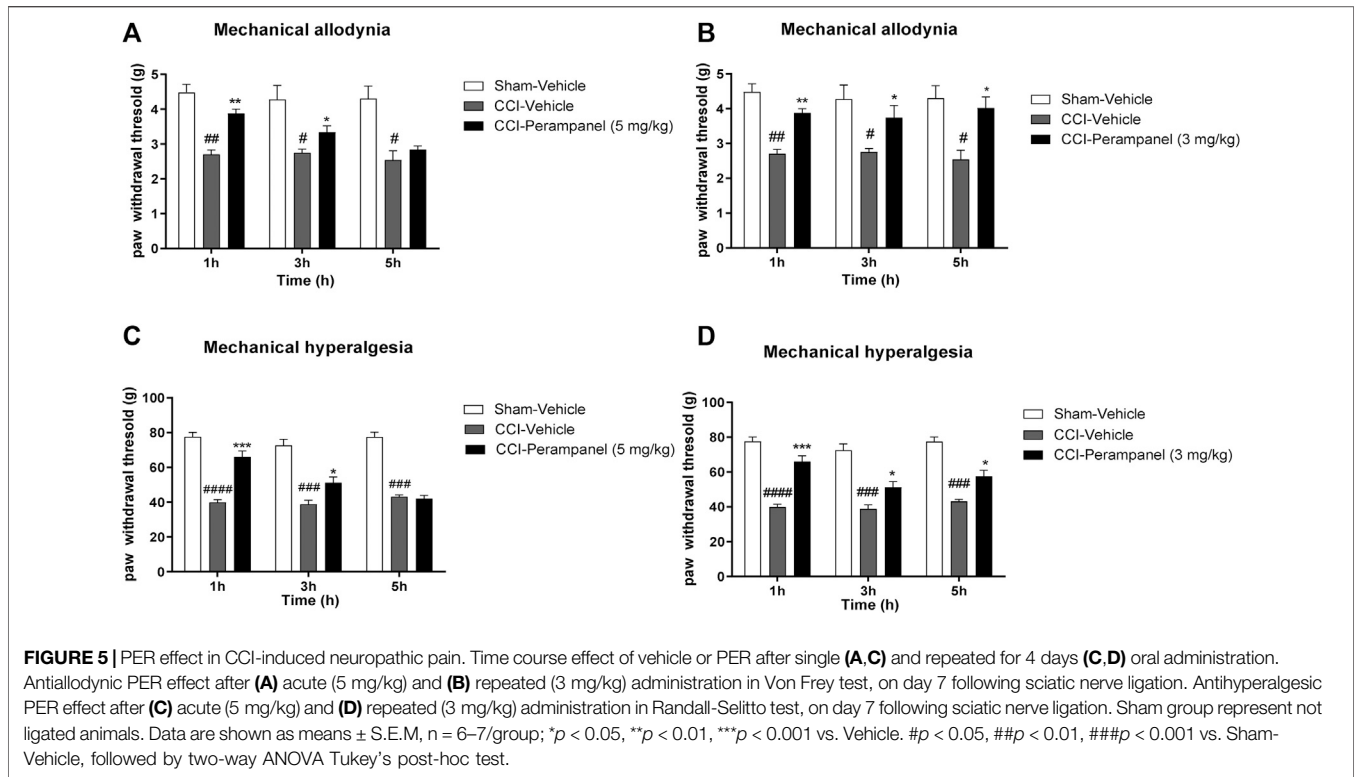 A
Mechanical allodynia
paw withdrawal thresold (g)
5
4
3
2
1
0
##
**
#
*
#
1h
3h
5h
Time (h)
Sham-Vehicle
CCI-Vehicle
CCI-Perampanel (5 mg/kg)
B
Mechanical allodynia
paw withdrawal thresold (g)
5
4
3
2
1
0
##
**
#
*
#
*
1h
3h
5h
Time (h)
Sham-Vehicle
CCI-Vehicle
CCI-Perampanel (3 mg/kg)
C
Mechanical hyperalgesia
paw withdrawal thresold (g)
100
80
60
40
20
0
####
***
###
*
###
1h
3h
5h
Time (h)
Sham-Vehicle
CCI-Vehicle
CCI-Perampanel (5 mg/kg)
D
Mechanical hyperalgesia
paw withdrawal thresold (g)
100
80
60
40
20
0
####
***
###
*
###
*
1h
3h
5h
Time (h)
Sham-Vehicle
CCI-Vehicle
CCI-Perampanel (3 mg/kg)
FIGURE 5 | PER effect in CCI-induced neuropathic pain. Time course effect of vehicle or PER after single (A,C) and repeated for 4 days (C,D) oral administration.
Antiallodynic PER effect after (A) acute (5 mg/kg) and (B) repeated (3 mg/kg) administration in Von Frey test, on day 7 following sciatic nerve ligation. Antihyperalgesic
PER effect after (C) acute (5 mg/kg) and (D) repeated (3 mg/kg) administration in Randall-Selitto test, on day 7 following sciatic nerve ligation. Sham group represent not
ligated animals. Data are shown as means ± S.E.M, n = 6–7/group; *p < 0.05, **p < 0.01, ***p < 0.001 vs. Vehicle. #p < 0.05, ##p < 0.01, ###p < 0.001 vs. Sham-
Vehicle, followed by two-way ANOVA Tukey's post-hoc test.